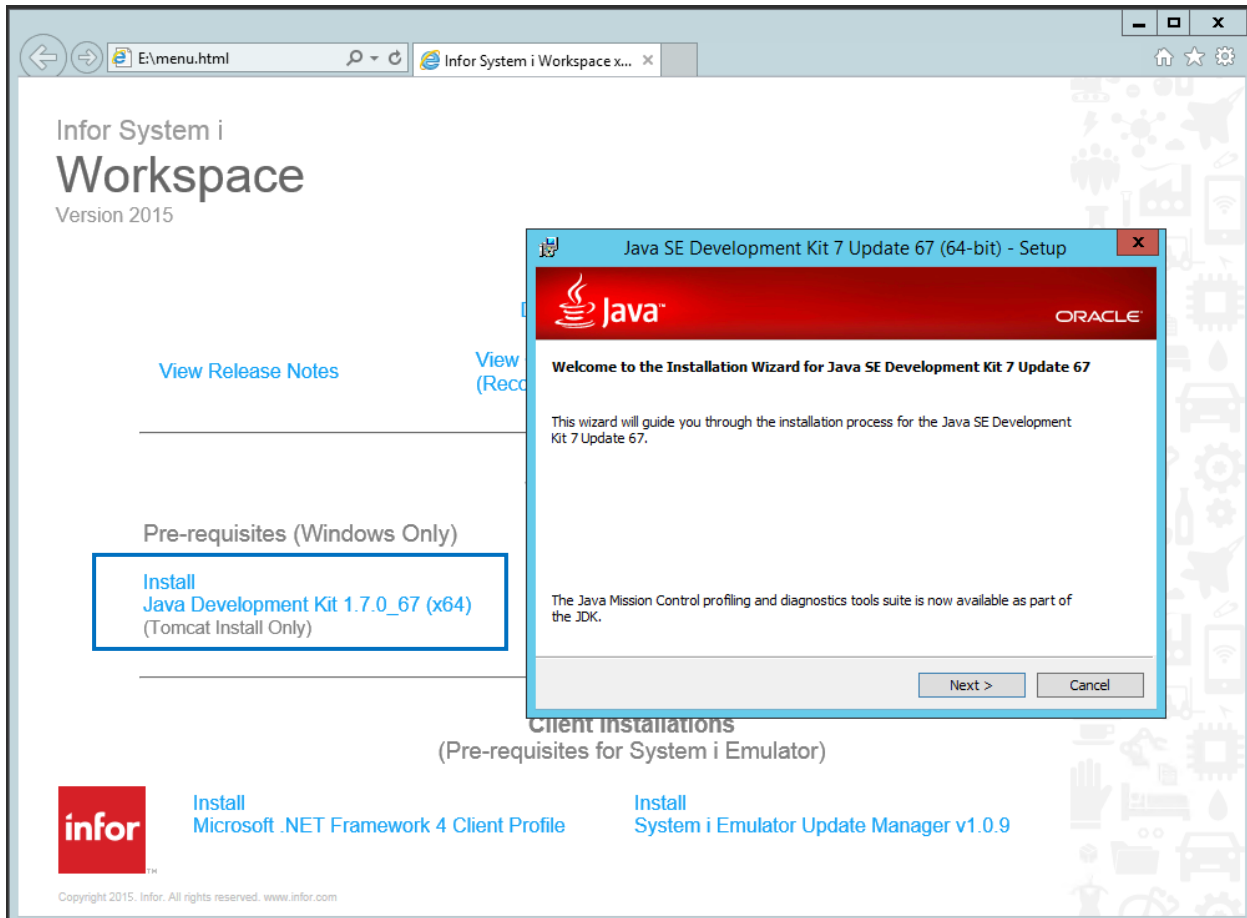 E:\menu.html
Infor System i Workspace x...
Infor System i
Workspace
Version 2015
View Release Notes
View
(Reco
Pre-requisites (Windows Only)
Install
Java Development Kit 1.7.0_67 (x64)
(Tomcat Install Only)
Java SE Development Kit 7 Update 67 (64-bit) - Setup
Java™
ORACLE
Welcome to the Installation Wizard for Java SE Development Kit 7 Update 67
This wizard will guide you through the installation process for the Java SE Development
Kit 7 Update 67.
The Java Mission Control profiling and diagnostics tools suite is now available as part of
the JDK.
Next >
Cancel
Client Installations
(Pre-requisites for System i Emulator)
infor
TM
Install
Microsoft .NET Framework 4 Client Profile
Install
System i Emulator Update Manager v1.0.9
Copyright 2015. Infor. All rights reserved. www.infor.com